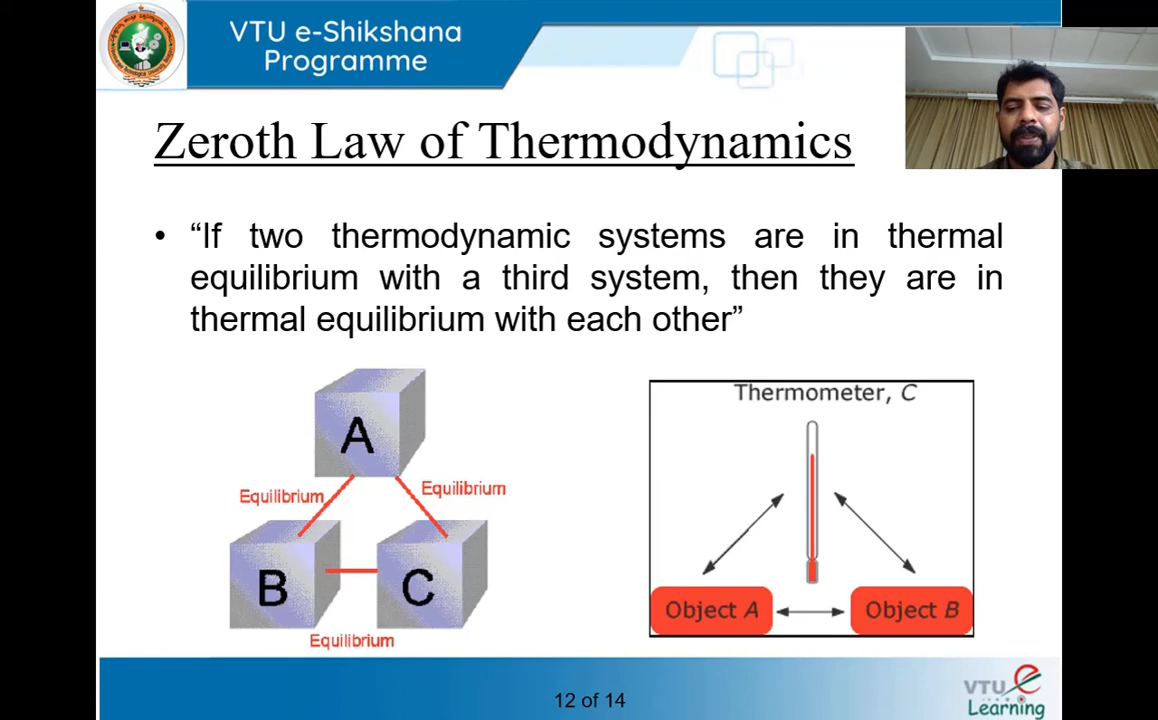 VTU e-Shikshana
Programme
Zeroth Law of Thermodynamics
• “If two thermodynamic systems are in thermal
equilibrium with a third system, then they are in
thermal equilibrium with each other”
A
Equilibrium
Equilibrium
B
C
Equilibrium
Thermometer, C
Object A
Object B
12 of 14
VTU e
Learning